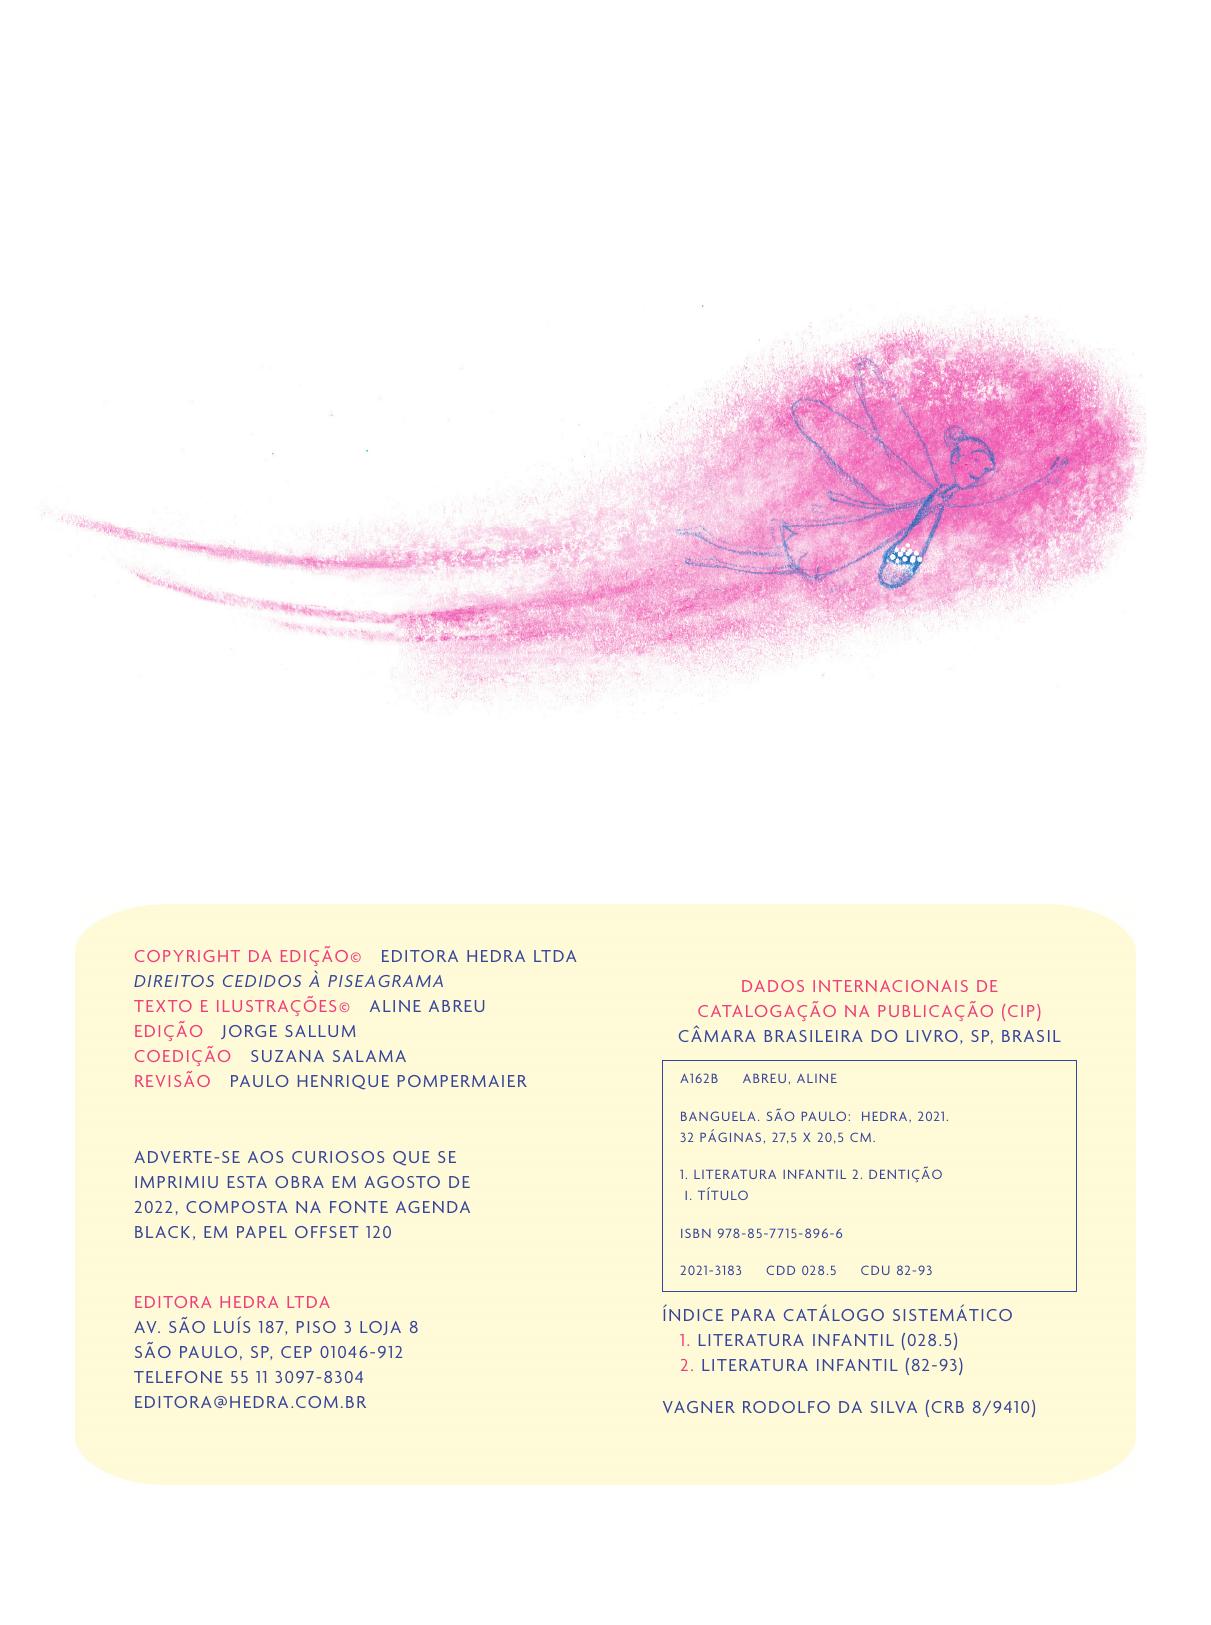 COPYRIGHT DA EDIÇÃO© EDITORA HEDRA LTDA
DIREITOS CEDIDOS À PISEAGRAMA
TEXTO E ILUSTRAÇÕES© ALINE ABREU
EDIÇÃO JORGE SALLUM
COEDIÇÃO SUZANA SALAMA
REVISÃO PAULO HENRIQUE POMPERMAIER
ADVERTE-SE AOS CURIOSOS QUE SE
IMPRIMIU ESTA OBRA EM AGOSTO DE
2022, COMPOSTA NA FONTE AGENDA
BLACK, EM PAPEL OFFSET 120
EDITORA HEDRA LTDA
AV. SÃO LUÍS 187, PISO 3 LOJA 8
SÃO PAULO, SP, CEP 01046-912
TELEFONE 55 11 3097-8304
EDITORA@HEDRA.COM.BR
DADOS INTERNACIONAIS DE
CATALOGAÇÃO NA PUBLICAÇÃO (CIP)
CÂMARA BRASILEIRA DO LIVRO, SP, BRASIL
A162B ABREU, ALINE
BANGUELA. SÃO PAULO: HEDRA, 2021.
32 PÁGINAS, 27,5 X 20,5 CM.
1. LITERATURA INFANTIL 2. DENTIÇÃO
I. TÍTULO
ISBN 978-85-7715-896-6
2021-3183 CDD 028.5 CDU 82-93
ÍNDICE PARA CATÁLOGO SISTEMÁTICO
1. LITERATURA INFANTIL (028.5)
2. LITERATURA INFANTIL (82-93)
VAGNER RODOLFO DA SILVA (CRB 8/9410)